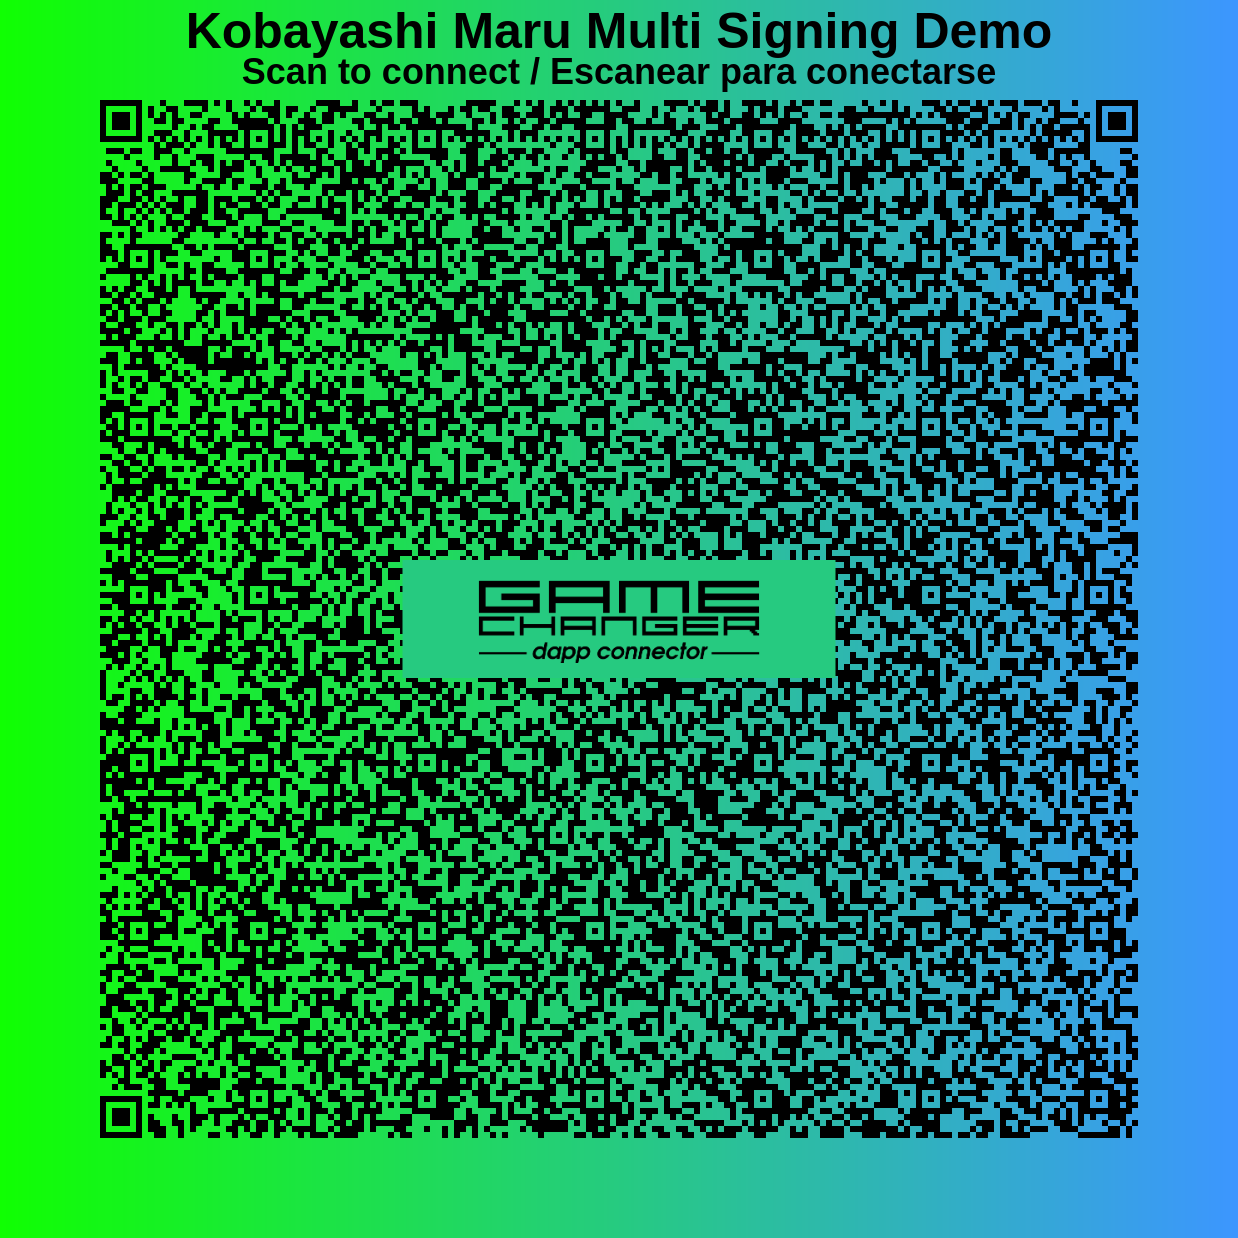 Kobayashi Maru Multi Signing Demo
Scan to connect / Escanear para conectarse
GAME
CHANGER
dapp connector